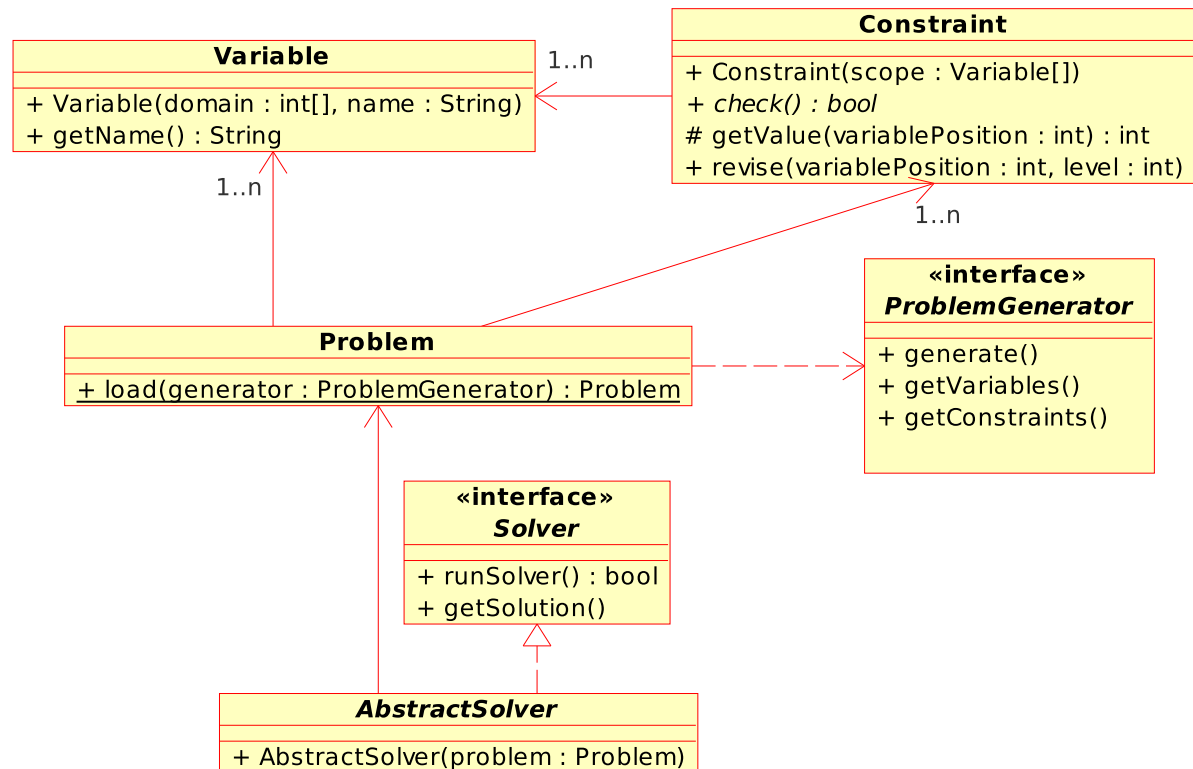 Variable
+ Variable(domain : int[], name : String)
+ getName() : String
1..n
Constraint
+ Constraint(scope : Variable[])
+ check() : bool
# getValue(variablePosition : int) : int
+ revise(variablePosition : int, level : int)
1..n
1..n
«interface»
ProblemGenerator
+ generate()
+ getVariables()
+ getConstraints()
Problem
+ load(generator : ProblemGenerator) : Problem
«interface»
Solver
+ runSolver() : bool
+ getSolution()
AbstractSolver
+ AbstractSolver(problem : Problem)